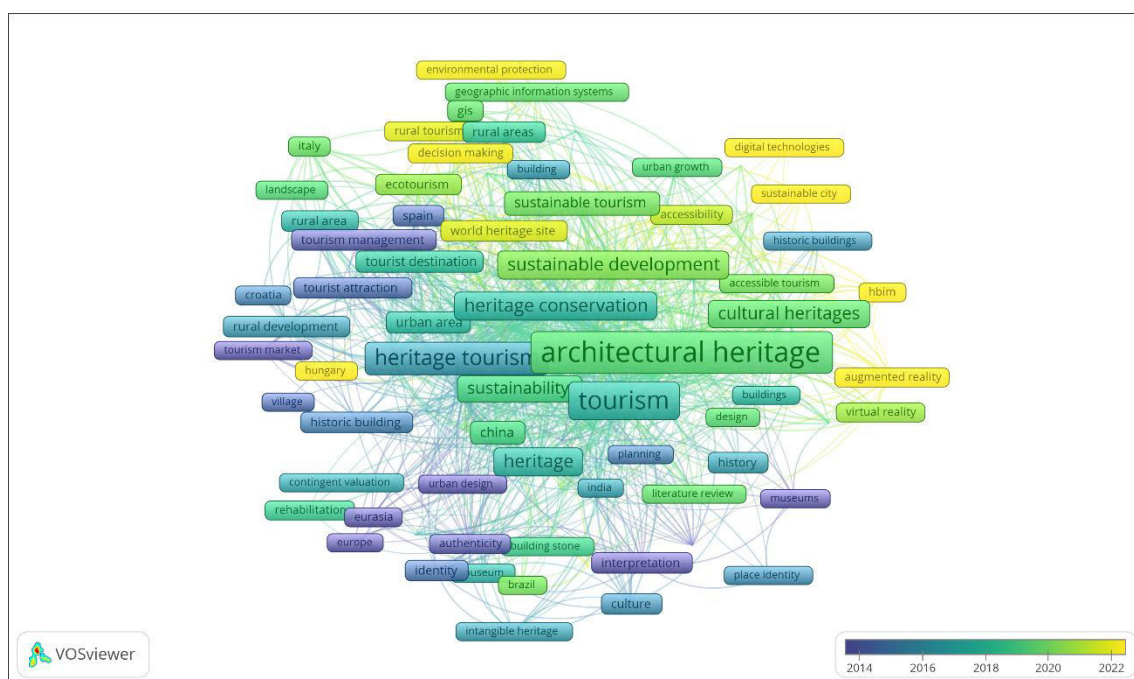 environmental protection
geographic information systems
gis
rural tourism
rural areas
decision making
digital technologies
italy
building
urban growth
ecotourism
landscape
sustainable city
sustainable tourism
spain
accessibility
rural area
world heritage site
tourism management
historic buildings
tourist destination
sustainable development
accessible tourism
tourist attraction
croatia
hbim
heritage conservation
cultural heritages
urban area
rural development
tourism market
architectural heritage
heritage tourism
hungary
augmented reality
sustainability
village
tourism
buildings
virtual reality
historic building
design
china
planning
heritage
history
contingent valuation
urban design
india
literature review
museums
rehabilitation
eurasia
europe
authenticity
building stone
interpretation
identity
museum
place identity
brazil
culture
intangible heritage
VOSviewer
2014 2016 2018 2020 2022